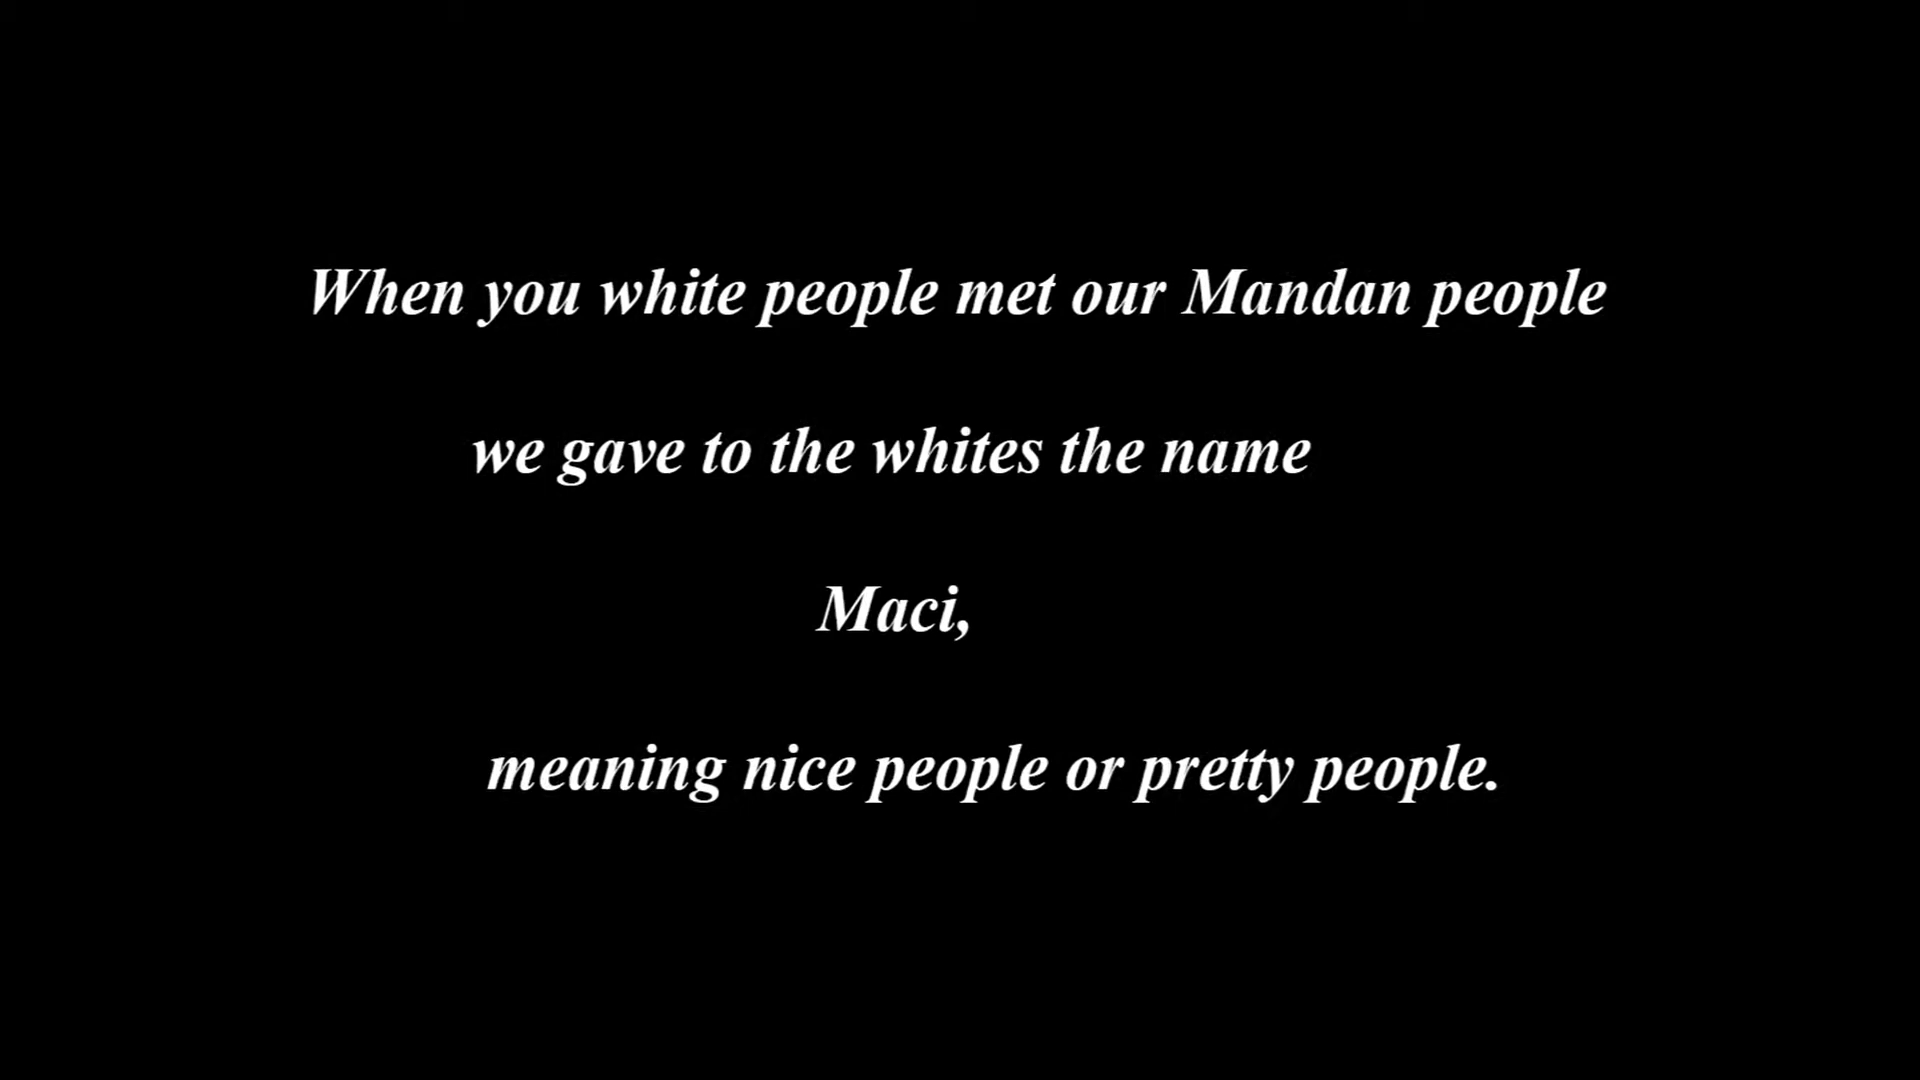 When you white people met our Mandan people
we gave to the whites the name
Maci,
meaning nice people or pretty people.